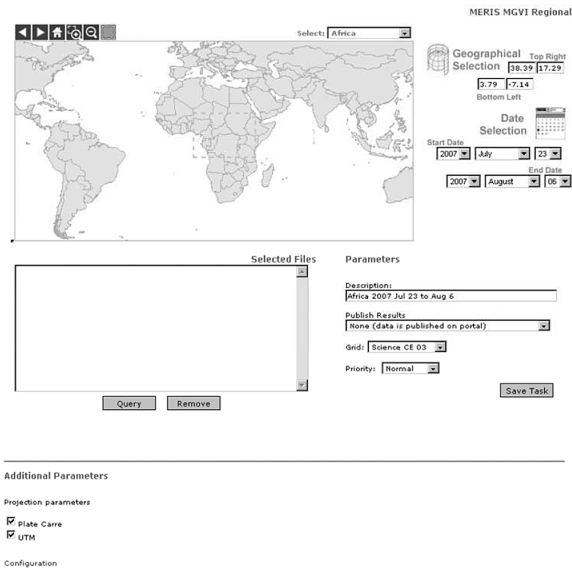 MERIS MGVI Regional
Select: Africa
Geographical Selection
Top Right
38.39 17.29
3.79 -7.14
Bottom Left
Date Selection
Start Date
2007 July 23
End Date
2007 August 06
Selected Files
Parameters
Description:
Africa 2007 Jul 23 to Aug 6
Publish Results
None (data is published on portal)
Grid: Science CE 03
Priority: Normal
Save Task
Query Remove
Additional Parameters
Projection parameters
Plate Carre
UTM
Configuration